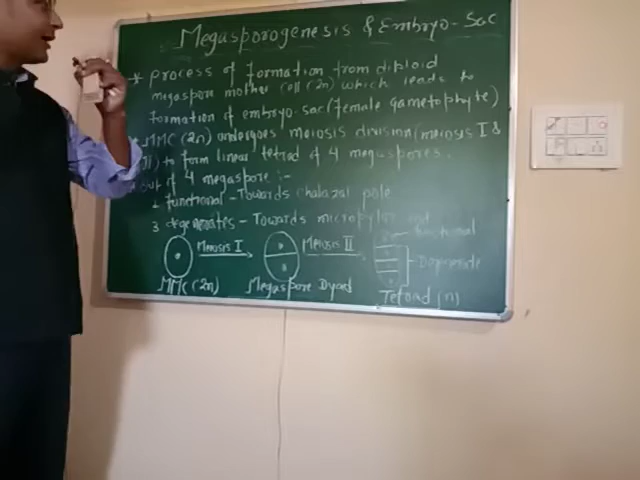 Megasporogenesis & Embryo-Sac
* Process of formation from diploid
megaspore mother cell (2n) which leads to
formation of embryo-sac (female gametophyte)
* MMC (2n) undergoes meiosis division (meiosis I &
II) to form linear tetrad of 4 megaspores.
out of 4 megaspore :-
1 functional - Towards chalazal pole
3 degenerates - Towards micropylar end
Meiosis I
Meiosis II
functional
Degenerate
MMC (2n)
Megaspore Dyad
Tetrad (n)